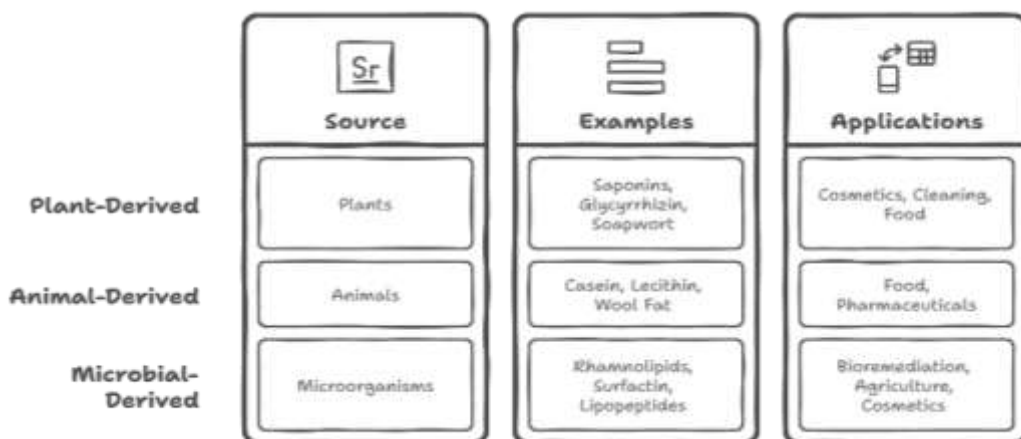 Sr
Source
Examples
Applications
Plant-Derived
Plants
Saponins,
Glycyrrhizin,
Soapwort
Cosmetics, Cleaning,
Food
Animal-Derived
Animals
Casein, Lecithin,
Wool Fat
Food,
Pharmaceuticals
Microbial-
Derived
Microorganisms
Rhamnolipids,
Surfactin,
Lipopeptides
Bioremediation,
Agriculture,
Cosmetics